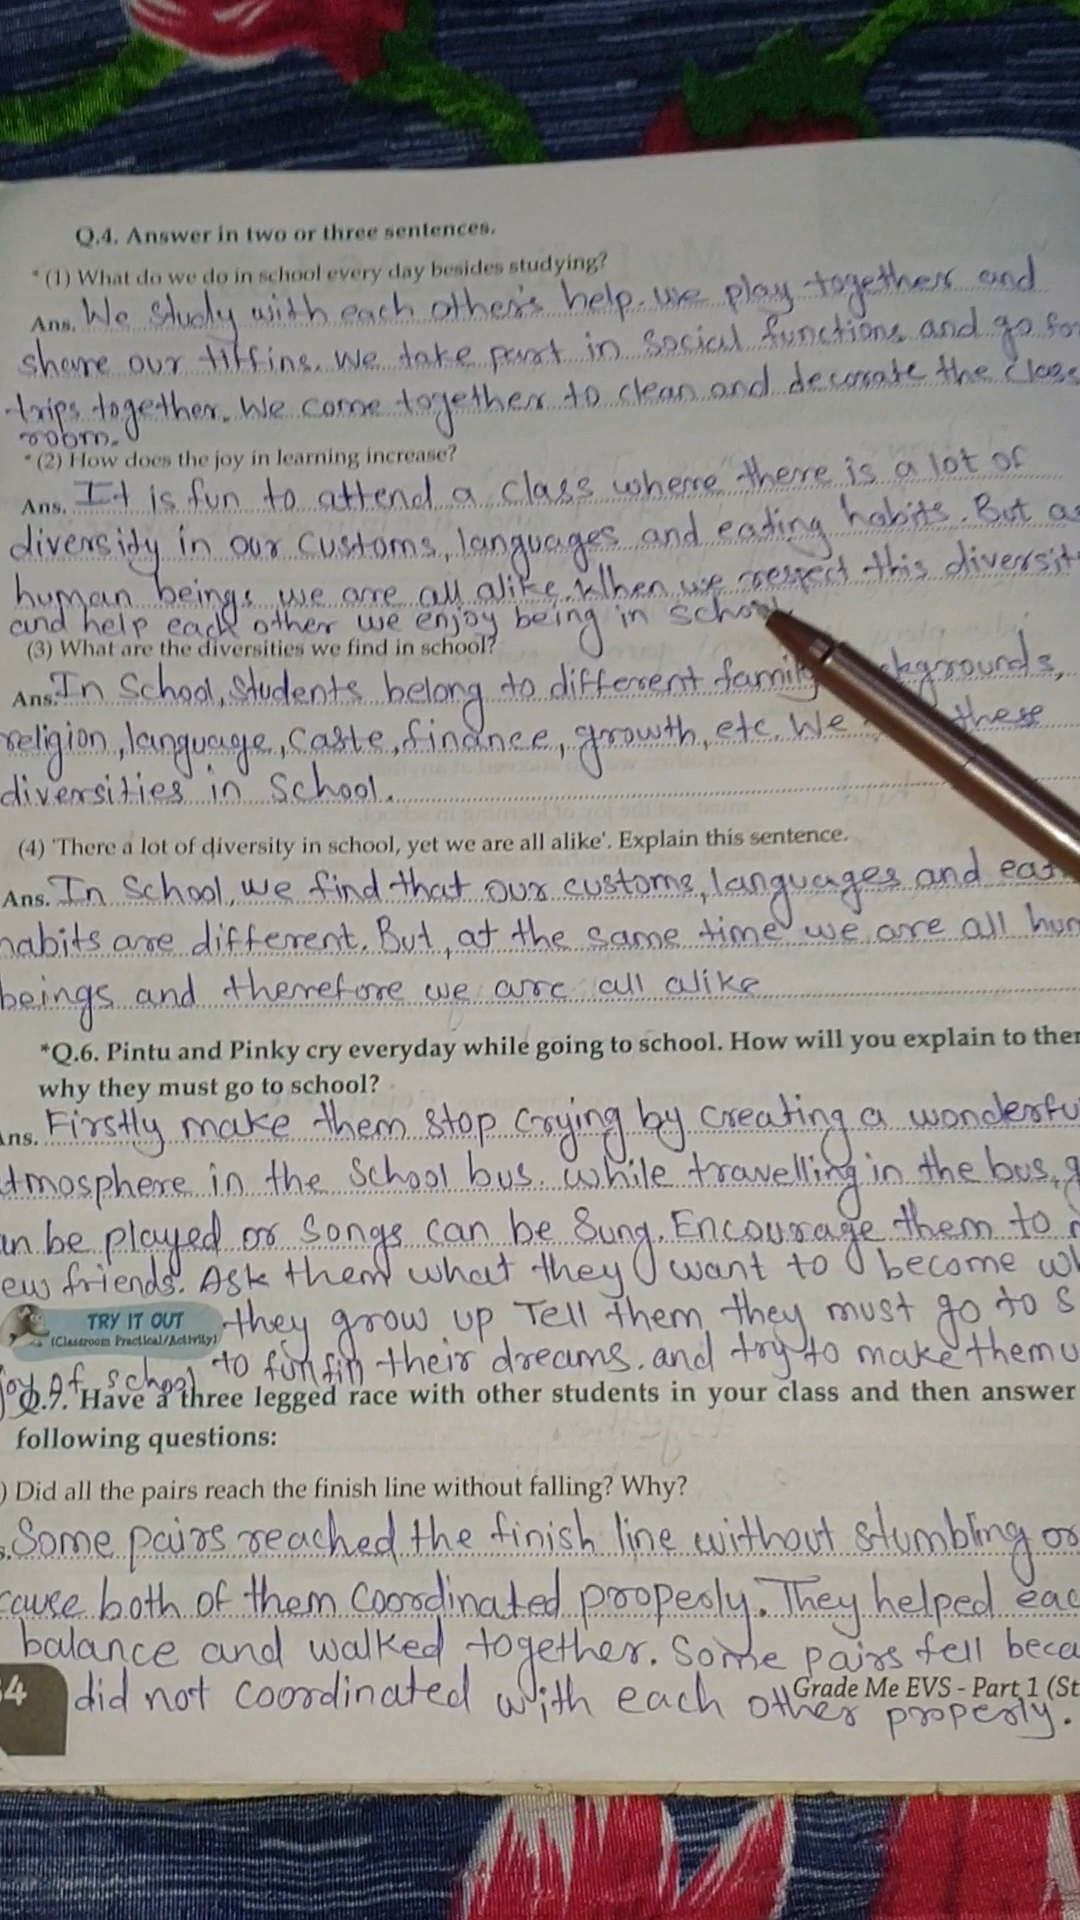 Q.4. Answer in two or three sentences.
*(1) What do we do in school every day besides studying?
Ans. We study with each other's help. We play together and
share our tiffins. We take part in social functions and go for
trips together. We come together to clean and decorate the class
room.
*(2) How does the joy in learning increase?
Ans. It is fun to attend a class where there is a lot of
diversity in our customs, languages and eating habits. But as
human beings we are all alike. When we respect this diversit
and help each other we enjoy being in school
(3) What are the diversities we find in school?
Ans. In School, students belong to different family kgrounds,
religion, language, caste, finance, growth, etc. We these
diversities in school.
(4) 'There a lot of diversity in school, yet we are all alike'. Explain this sentence.
Ans. In School, we find that our customs, languages and eat
habits are different. But, at the same time we are all hum
beings and therefore we are all alike
*Q.6. Pintu and Pinky cry everyday while going to school. How will you explain to them
why they must go to school?
Ans. Firstly make them stop crying by creating a wonderfu
atmosphere in the school bus. while travelling in the bus, g
an be played or songs can be sung. Encourage them to
ew friends. Ask them what they want to become wh
TRY IT OUT they grow up Tell them they must go to s
(Classroom Practical/Activity) to their dreams. and try to make them u
joy of school
Q.9. Have a three legged race with other students in your class and then answer
following questions:
) Did all the pairs reach the finish line without falling? Why?
s. Some pairs reached the finish line without stumbling or
cause both of them coordinated properly. They helped eac
balance and walked together. Some pairs fell beca
4 did not coordinated with each other properly.
Grade Me EVS - Part 1 (St